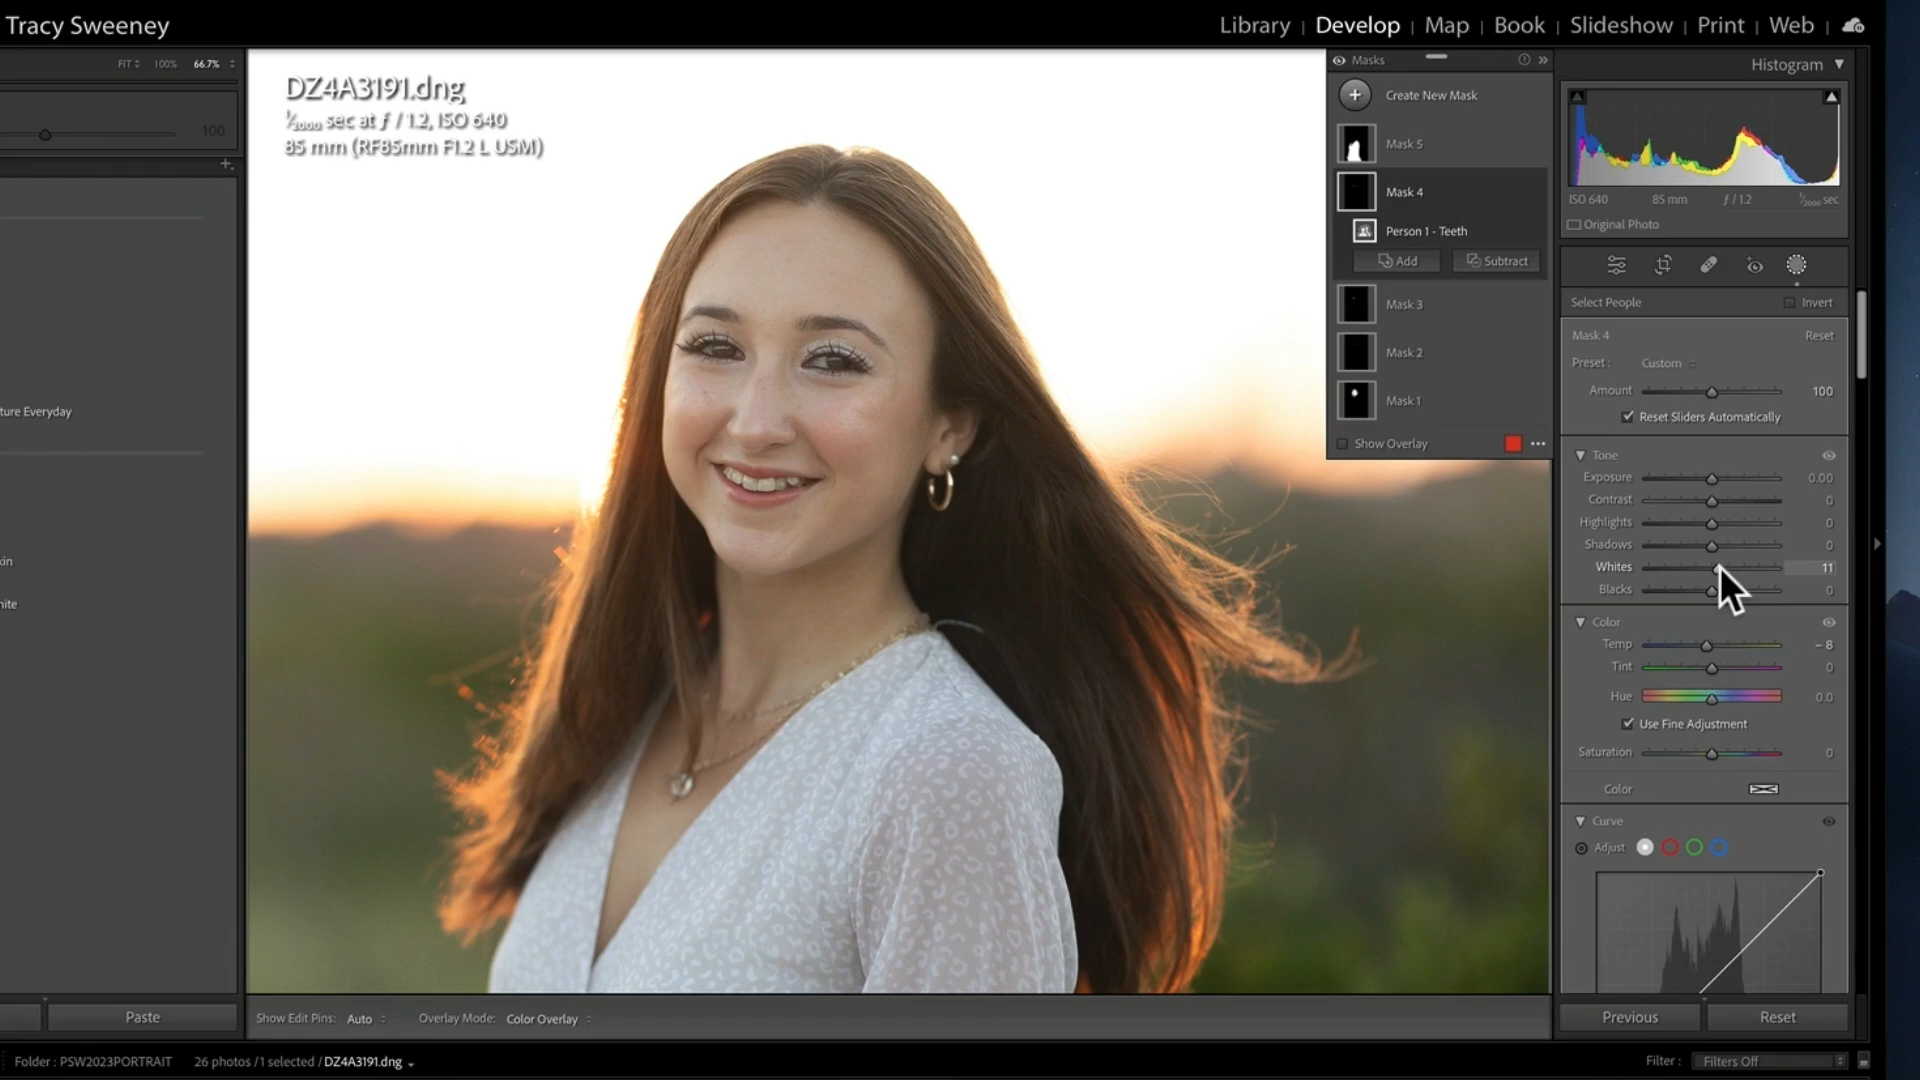 Tracy Sweeney
Library | Develop | Map | Book | Slideshow | Print | Web |
FIT 100% 66.7%
100
ture Everyday
kin
hite
Paste
DZ4A3191.dng
1/2000 sec at ƒ / 1.2, ISO 640
85 mm (RF85mm F1.2 L USM)
Masks
Create New Mask
Mask 5
Mask 4
Person 1 - Teeth
Add Subtract
Mask 3
Mask 2
Mask 1
Show Overlay
Histogram
ISO 640 85 mm ƒ / 1.2 1/2000 sec
Original Photo
Select People Invert
Mask 4 Reset
Preset : Custom
Amount 100
Reset Sliders Automatically
Tone
Exposure 0.00
Contrast 0
Highlights 0
Shadows 0
Whites 11
Blacks 0
Color
Temp – 8
Tint 0
Hue 0.0
Use Fine Adjustment
Saturation 0
Color
Curve
Adjust
Previous Reset
Show Edit Pins: Auto Overlay Mode: Color Overlay
Folder : PSW2023PORTRAIT 26 photos / 1 selected / DZ4A3191.dng
Filter : Filters Off